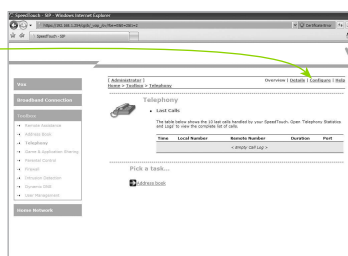 SpeedTouch - SIP - Windows Internet Explorer
SpeedTouch - SIP
[ Administrator ]
Overview | Details | Configure | Help
Home > Toolbox > Telephony
Vox
Broadband Connection
Toolbox
Remote Assistance
Address Book
Telephony
Game & Application Sharing
Parental Control
Firewall
Intrusion Detection
Dynamic DNS
User Management
Home Network
Telephony
Last Calls
The table below shows the 10 last calls handled by your SpeedTouch. Open 'Telephony Statistics
and Logs' to view the complete list of calls.
Time Local Number Remote Number Duration Port
< Empty Call Log >
Pick a task...
Address book